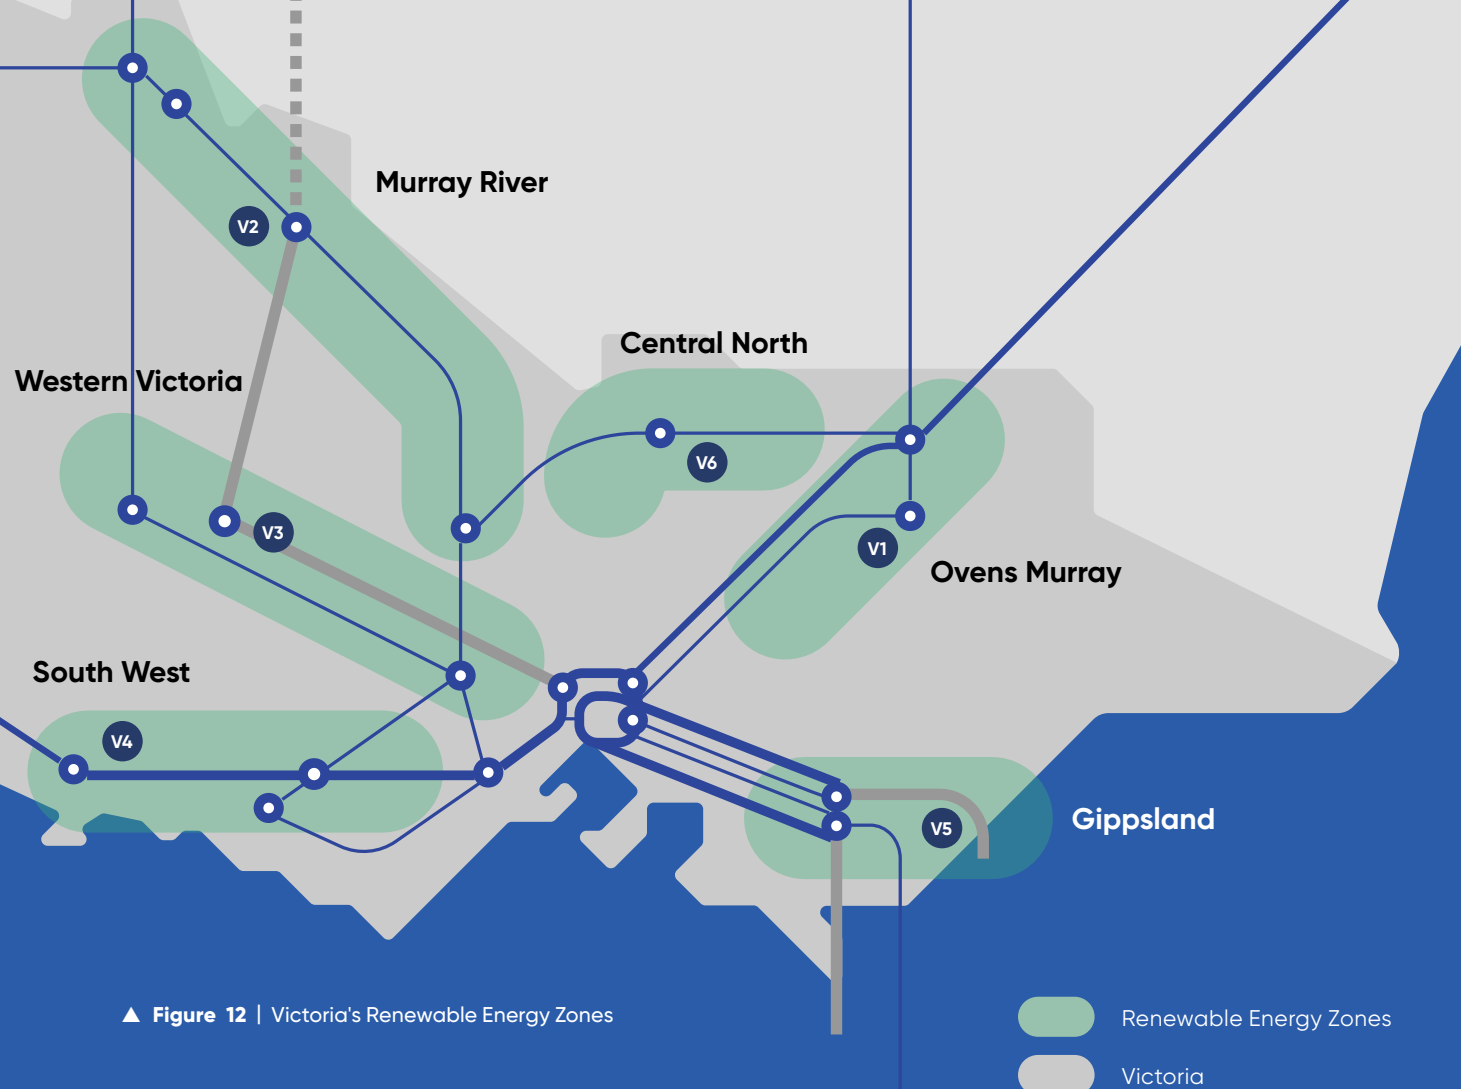 Murray River
V2
Central North
Western Victoria
V6
V3
V1
Ovens Murray
South West
V4
Gippsland
V5
▲ Figure 12 | Victoria's Renewable Energy Zones
Renewable Energy Zones
Victoria